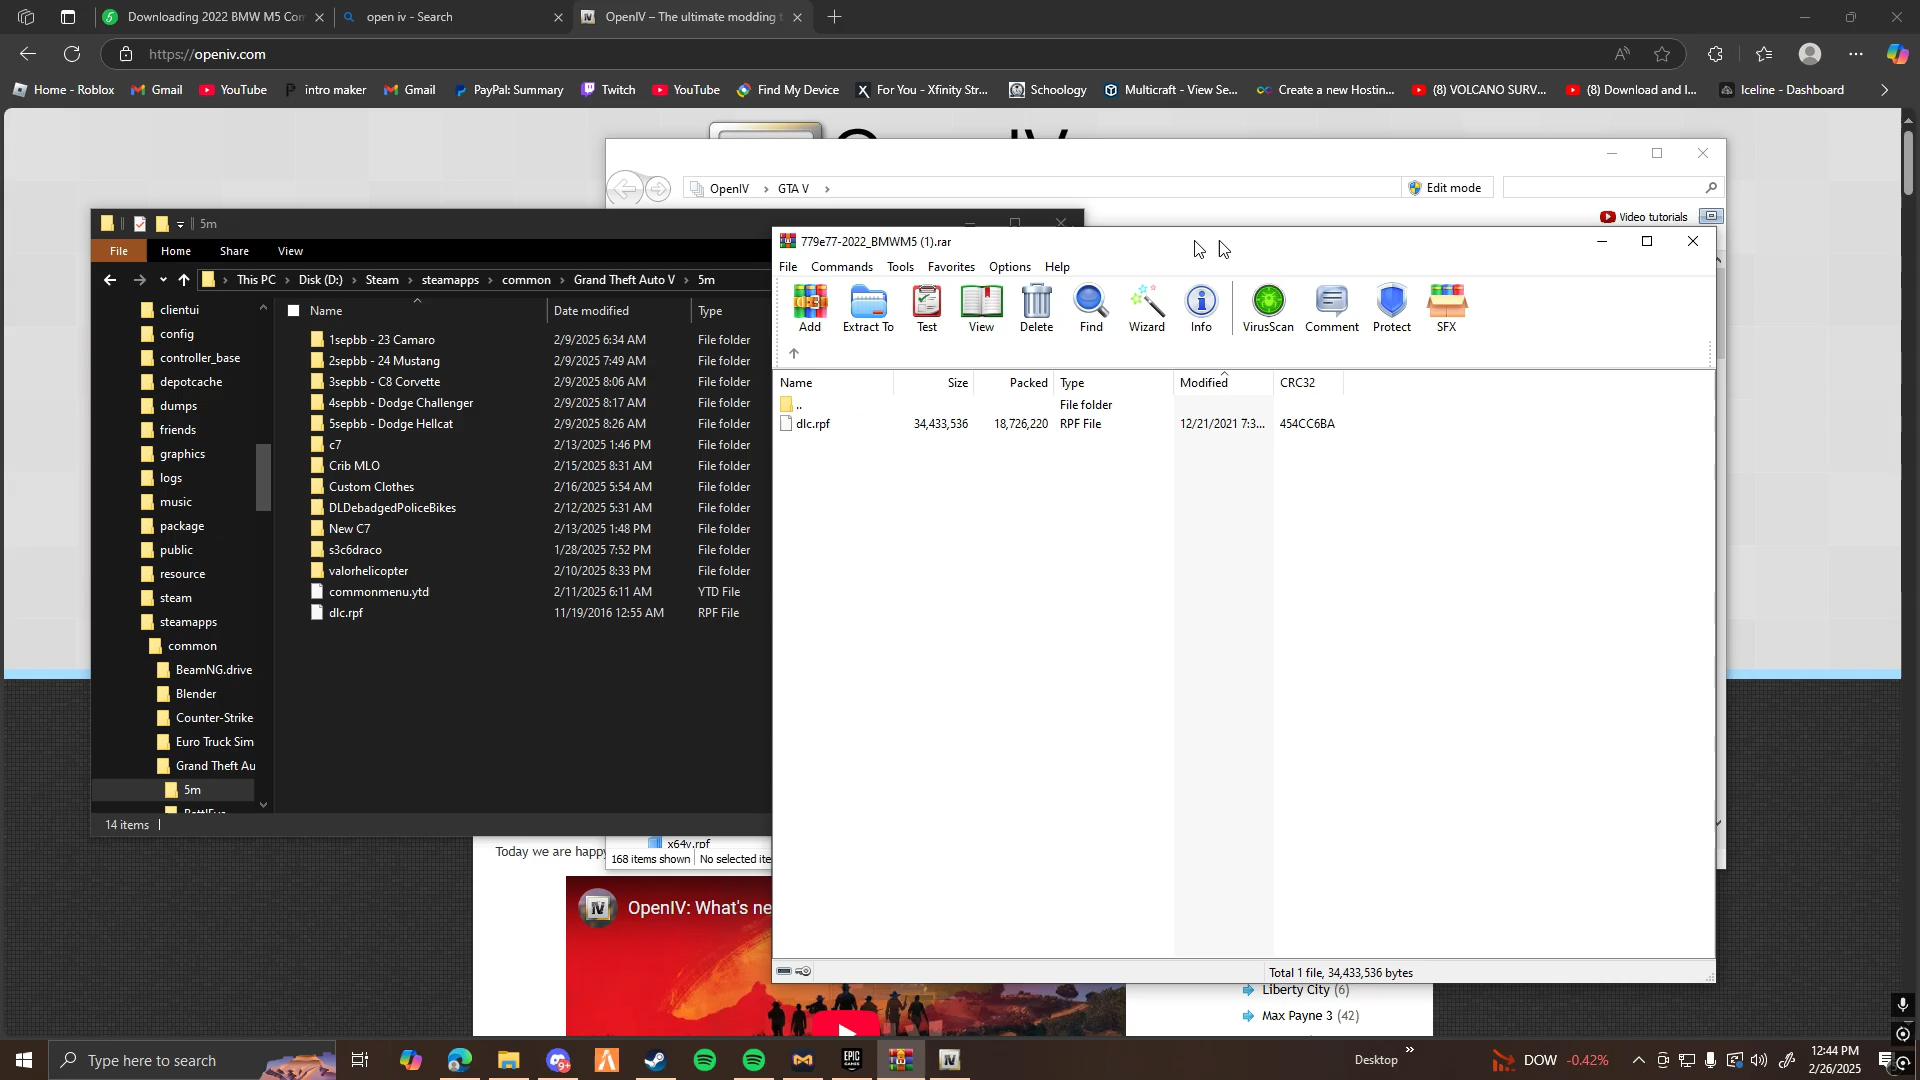 Downloading 2022 BMW M5 Con
open iv - Search
OpenIV – The ultimate modding t
https://openiv.com
Home - Roblox
Gmail
YouTube
intro maker
Gmail
PayPal: Summary
Twitch
YouTube
Find My Device
For You - Xfinity Str...
Schoology
Multicraft - View Se...
Create a new Hostin...
(8) VOLCANO SURV...
(8) Download and I...
Iceline - Dashboard
OpenIV
GTA V
Edit mode
Video tutorials
5m
File
Home
Share
View
This PC
Disk (D:)
Steam
steamapps
common
Grand Theft Auto V
5m
clientui
config
controller_base
depotcache
dumps
friends
graphics
logs
music
package
public
resource
steam
steamapps
common
BeamNG.drive
Blender
Counter-Strike
Euro Truck Sim
Grand Theft Au
5m
Name Date modified Type
1sepbb - 23 Camaro 2/9/2025 6:34 AM File folder
2sepbb - 24 Mustang 2/9/2025 7:49 AM File folder
3sepbb - C8 Corvette 2/9/2025 8:06 AM File folder
4sepbb - Dodge Challenger 2/9/2025 8:17 AM File folder
5sepbb - Dodge Hellcat 2/9/2025 8:26 AM File folder
c7 2/13/2025 1:46 PM File folder
Crib MLO 2/15/2025 8:31 AM File folder
Custom Clothes 2/16/2025 5:54 AM File folder
DLDebadgedPoliceBikes 2/12/2025 5:31 AM File folder
New C7 2/13/2025 1:48 PM File folder
s3c6draco 1/28/2025 7:52 PM File folder
valorhelicopter 2/10/2025 8:33 PM File folder
commonmenu.ytd 2/11/2025 6:11 AM YTD File
dlc.rpf 11/19/2016 12:55 AM RPF File
14 items
779e77-2022_BMWM5 (1).rar
File Commands Tools Favorites Options Help
Add Extract To Test View Delete Find Wizard Info VirusScan Comment Protect SFX
Name Size Packed Type Modified CRC32
.. File folder
dlc.rpf 34,433,536 18,726,220 RPF File 12/21/2021 7:3... 454CC6BA
Total 1 file, 34,433,536 bytes
x64v.rpf
168 items shown No selected ite
Today we are happy
OpenIV: What's ne
Liberty City (6)
Max Payne 3 (42)
Type here to search
Desktop
DOW -0.42%
12:44 PM
2/26/2025